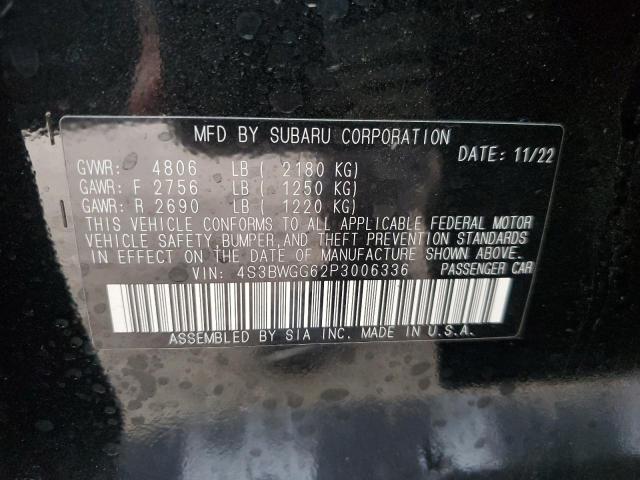 MFD BY SUBARU CORPORATION
DATE: 11/22
GVWR: 4806 LB ( 2180 KG)
GAWR: F 2756 LB ( 1250 KG)
GAWR: R 2690 LB ( 1220 KG)
THIS VEHICLE CONFORMS TO ALL APPLICABLE FEDERAL MOTOR
VEHICLE SAFETY, BUMPER, AND THEFT PREVENTION STANDARDS
IN EFFECT ON THE DATE OF MANUFACTURE SHOWN ABOVE.
VIN: 4S3BWGG62P3006336 PASSENGER CAR
ASSEMBLED BY SIA INC. MADE IN U.S.A.